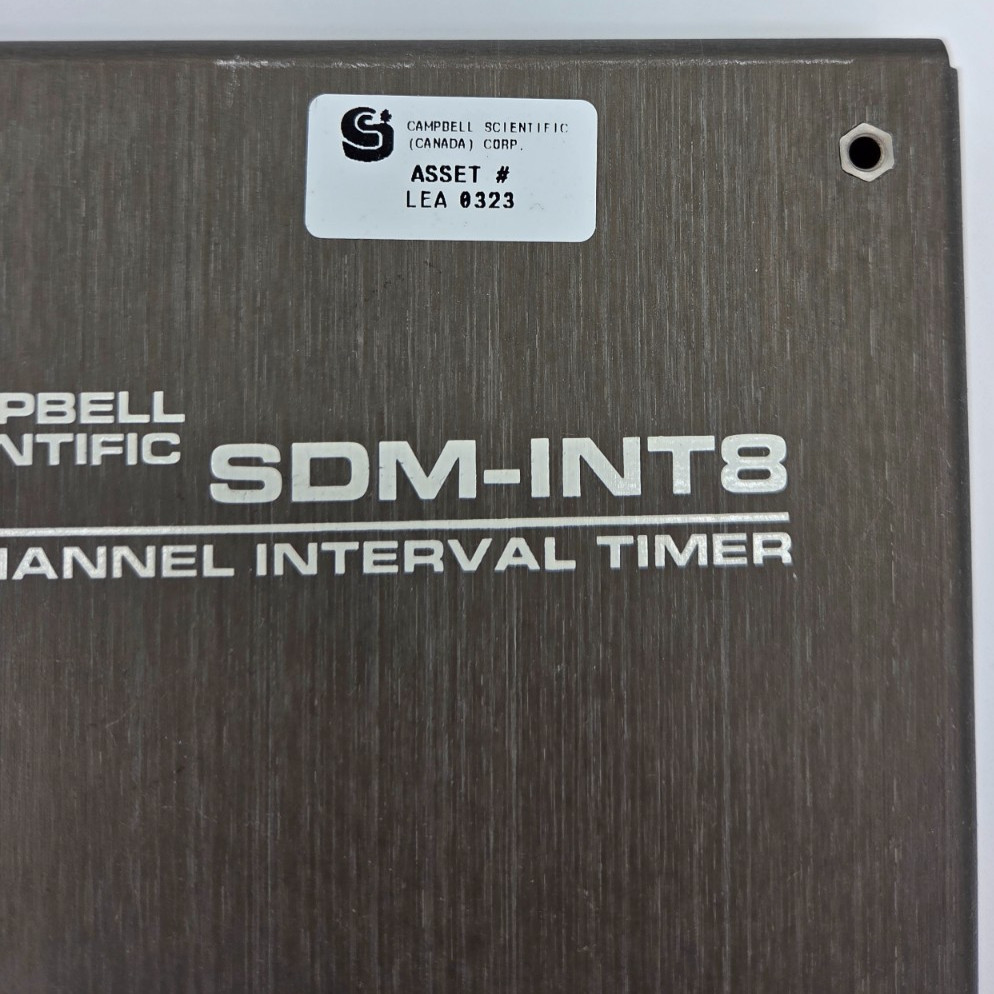 CAMPBELL SCIENTIFIC
(CANADA) CORP.
ASSET #
LEA 0323
PBELL
NTIFIC
SDM-INT8
HANNEL INTERVAL TIMER